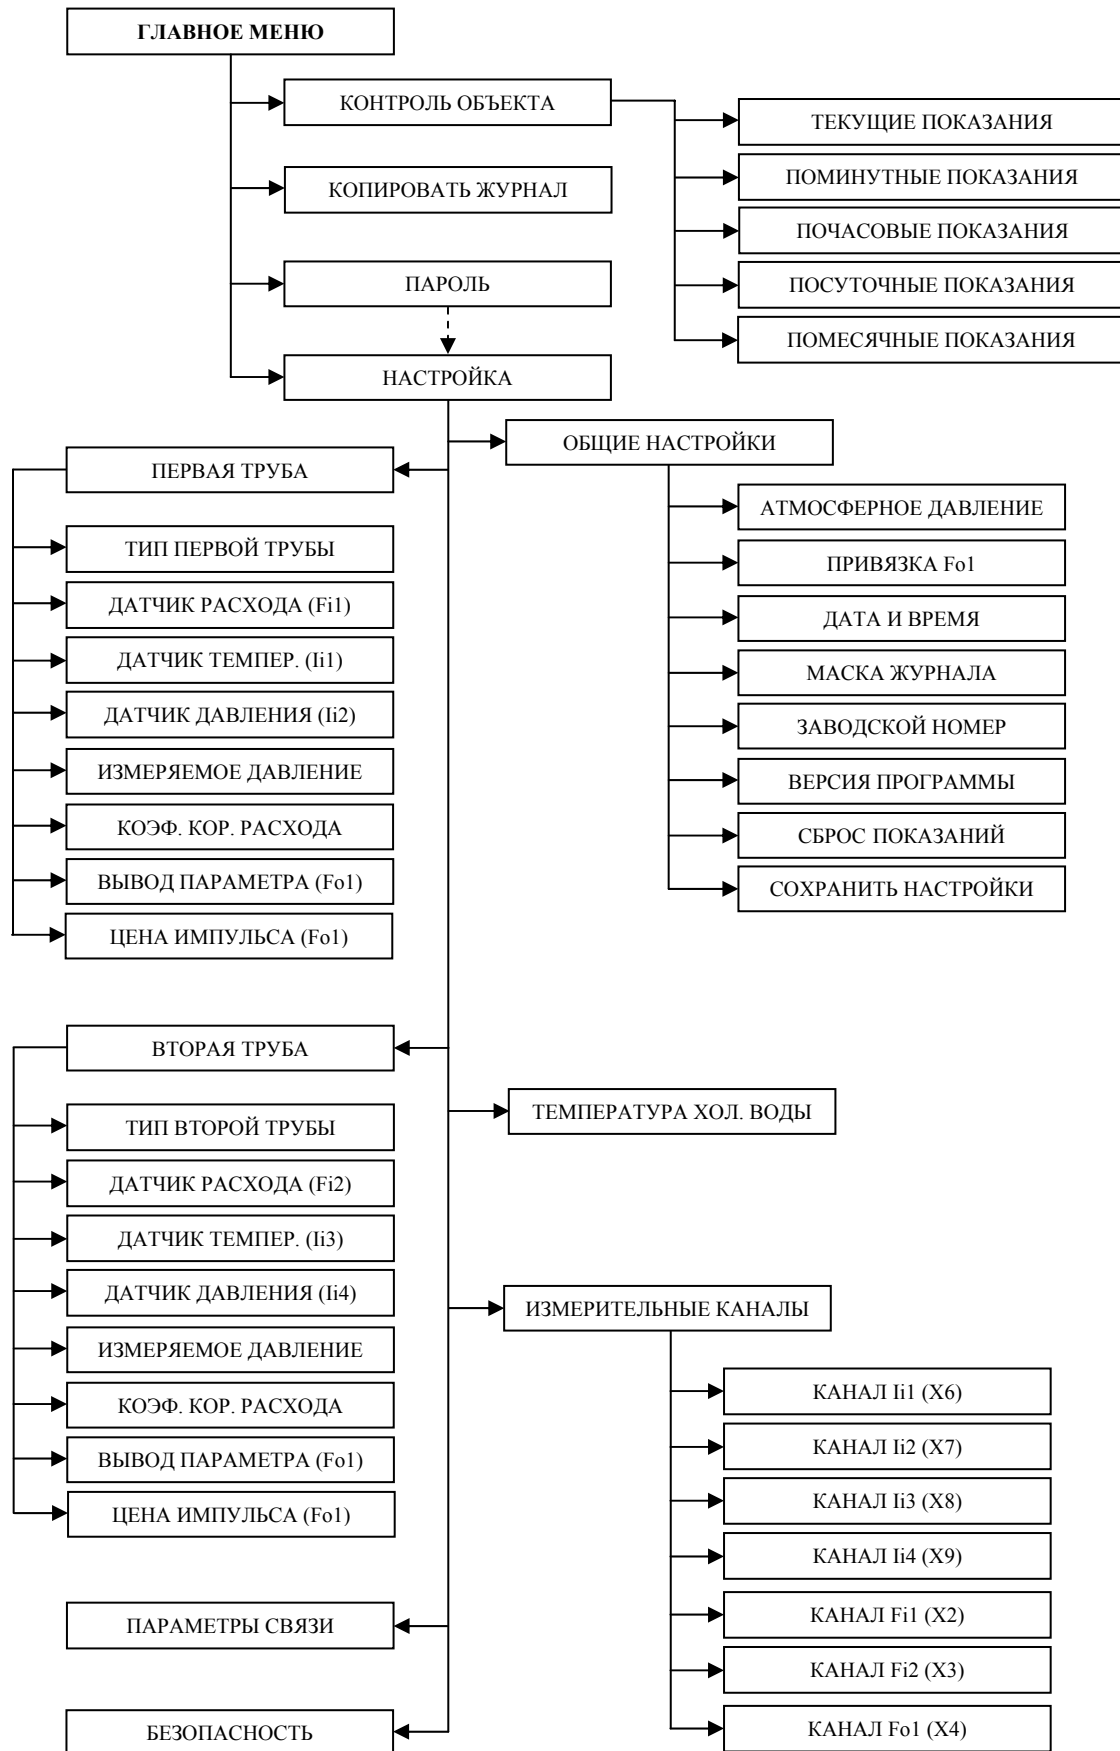 ГЛАВНОЕ МЕНЮ
КОНТРОЛЬ ОБЪЕКТА
КОПИРОВАТЬ ЖУРНАЛ
ПАРОЛЬ
НАСТРОЙКА
ТЕКУЩИЕ ПОКАЗАНИЯ
ПОМИНУТНЫЕ ПОКАЗАНИЯ
ПОЧАСОВЫЕ ПОКАЗАНИЯ
ПОСУТОЧНЫЕ ПОКАЗАНИЯ
ПОМЕСЯЧНЫЕ ПОКАЗАНИЯ
ОБЩИЕ НАСТРОЙКИ
АТМОСФЕРНОЕ ДАВЛЕНИЕ
ПРИВЯЗКА Fo1
ДАТА И ВРЕМЯ
МАСКА ЖУРНАЛА
ЗАВОДСКОЙ НОМЕР
ВЕРСИЯ ПРОГРАММЫ
СБРОС ПОКАЗАНИЙ
СОХРАНИТЬ НАСТРОЙКИ
ПЕРВАЯ ТРУБА
ТИП ПЕРВОЙ ТРУБЫ
ДАТЧИК РАСХОДА (Fi1)
ДАТЧИК ТЕМПЕР. (Ii1)
ДАТЧИК ДАВЛЕНИЯ (Ii2)
ИЗМЕРЯЕМОЕ ДАВЛЕНИЕ
КОЭФ. КОР. РАСХОДА
ВЫВОД ПАРАМЕТРА (Fo1)
ЦЕНА ИМПУЛЬСА (Fo1)
ВТОРАЯ ТРУБА
ТИП ВТОРОЙ ТРУБЫ
ДАТЧИК РАСХОДА (Fi2)
ДАТЧИК ТЕМПЕР. (Ii3)
ДАТЧИК ДАВЛЕНИЯ (Ii4)
ИЗМЕРЯЕМОЕ ДАВЛЕНИЕ
КОЭФ. КОР. РАСХОДА
ВЫВОД ПАРАМЕТРА (Fo1)
ЦЕНА ИМПУЛЬСА (Fo1)
ТЕМПЕРАТУРА ХОЛ. ВОДЫ
ИЗМЕРИТЕЛЬНЫЕ КАНАЛЫ
КАНАЛ Ii1 (X6)
КАНАЛ Ii2 (X7)
КАНАЛ Ii3 (X8)
КАНАЛ Ii4 (X9)
КАНАЛ Fi1 (X2)
КАНАЛ Fi2 (X3)
КАНАЛ Fo1 (X4)
ПАРАМЕТРЫ СВЯЗИ
БЕЗОПАСНОСТЬ